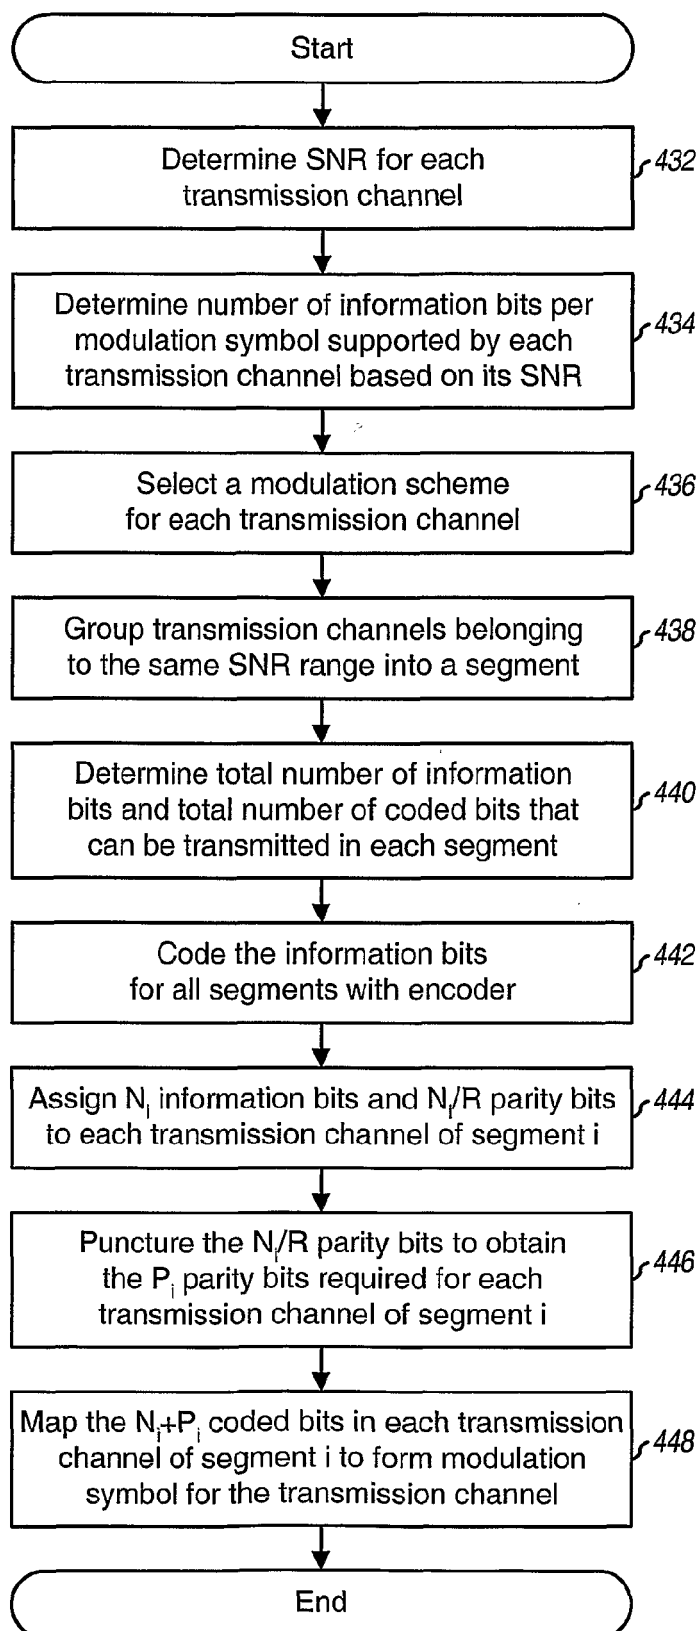 Start
Determine SNR for each
transmission channel
432
Determine number of information bits per
modulation symbol supported by each
transmission channel based on its SNR
434
Select a modulation scheme
for each transmission channel
436
Group transmission channels belonging
to the same SNR range into a segment
438
Determine total number of information
bits and total number of coded bits that
can be transmitted in each segment
440
Code the information bits
for all segments with encoder
442
Assign Nᵢ information bits and Nᵢ/R parity bits
to each transmission channel of segment i
444
Puncture the Nᵢ/R parity bits to obtain
the Pᵢ parity bits required for each
transmission channel of segment i
446
Map the Nᵢ+Pᵢ coded bits in each transmission
channel of segment i to form modulation
symbol for the transmission channel
448
End